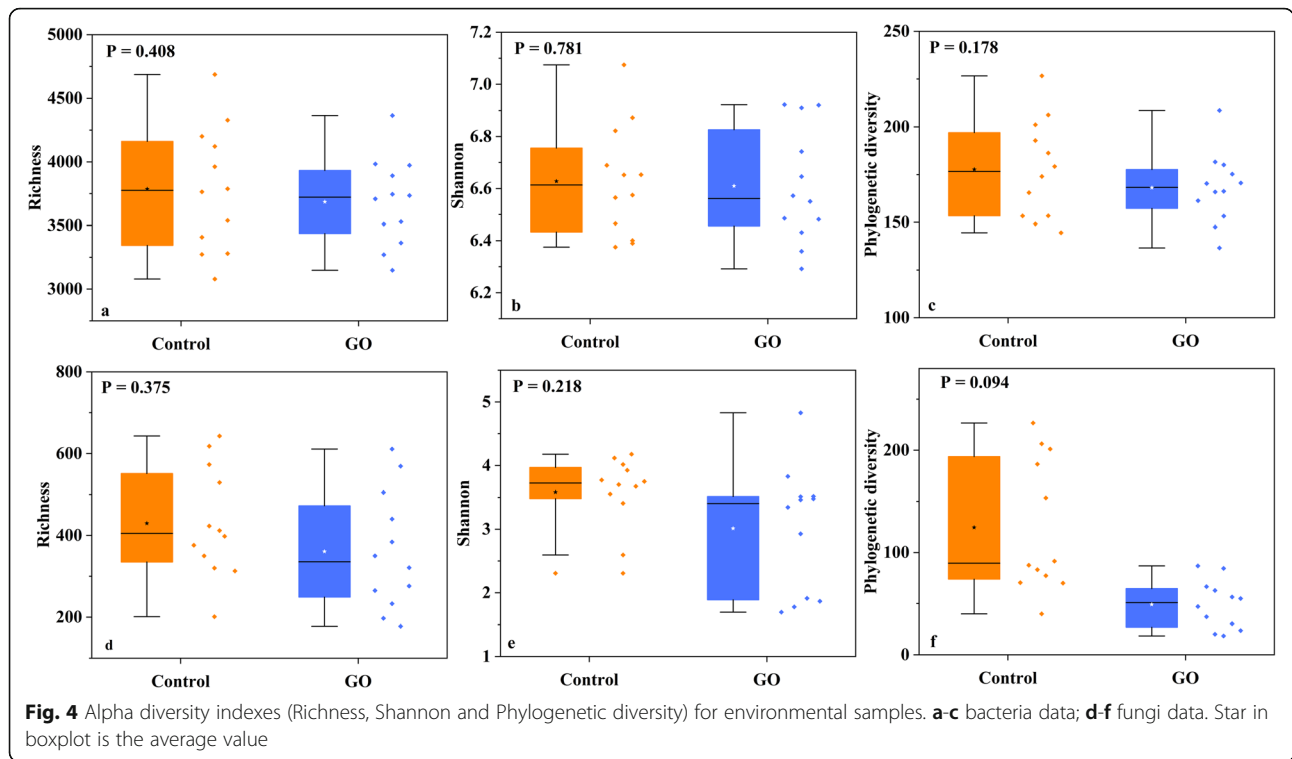 P = 0.408
5000
4500
4000
3500
3000
Richness
a
Control
GO
P = 0.781
7.2
7.0
6.8
6.6
6.4
6.2
Shannon
b
Control
GO
P = 0.178
250
200
150
100
Phylogenetic diversity
c
Control
GO
P = 0.375
800
600
400
200
Richness
d
Control
GO
P = 0.218
5
4
3
2
1
Shannon
e
Control
GO
P = 0.094
200
100
0
Phylogenetic diversity
f
Control
GO
Fig. 4 Alpha diversity indexes (Richness, Shannon and Phylogenetic diversity) for environmental samples. a-c bacteria data; d-f fungi data. Star in
boxplot is the average value